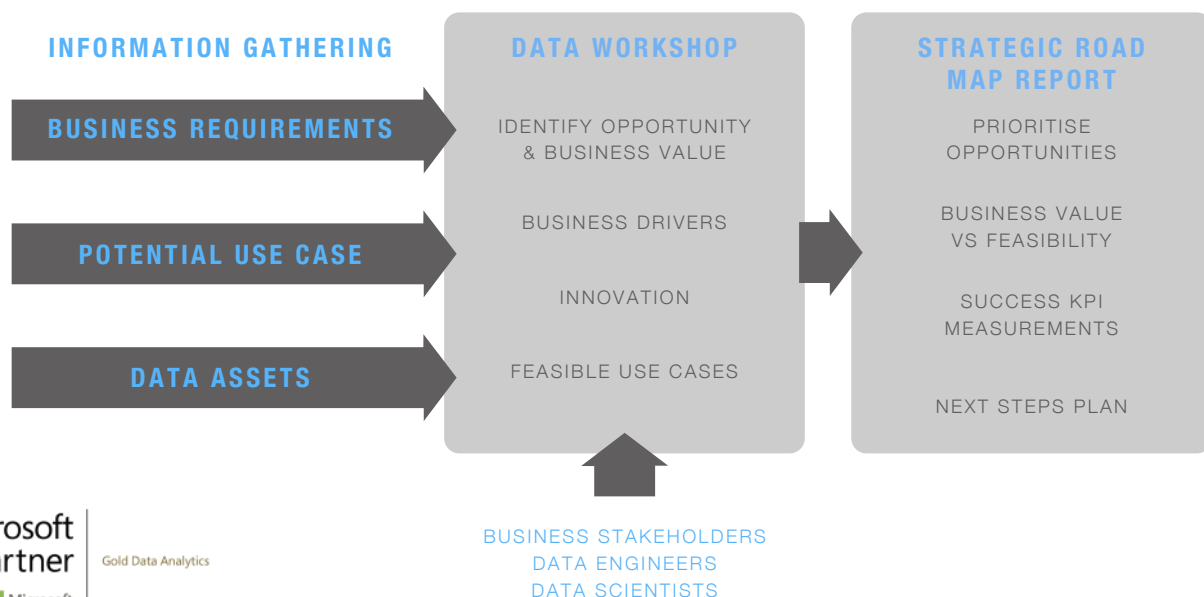 INFORMATION GATHERING
BUSINESS REQUIREMENTS
POTENTIAL USE CASE
DATA ASSETS
DATA WORKSHOP
IDENTIFY OPPORTUNITY
& BUSINESS VALUE
BUSINESS DRIVERS
INNOVATION
FEASIBLE USE CASES
BUSINESS STAKEHOLDERS
DATA ENGINEERS
DATA SCIENTISTS
STRATEGIC ROAD
MAP REPORT
PRIORITISE
OPPORTUNITIES
BUSINESS VALUE
VS FEASIBILITY
SUCCESS KPI
MEASUREMENTS
NEXT STEPS PLAN
rosoft
artner
Gold Data Analytics